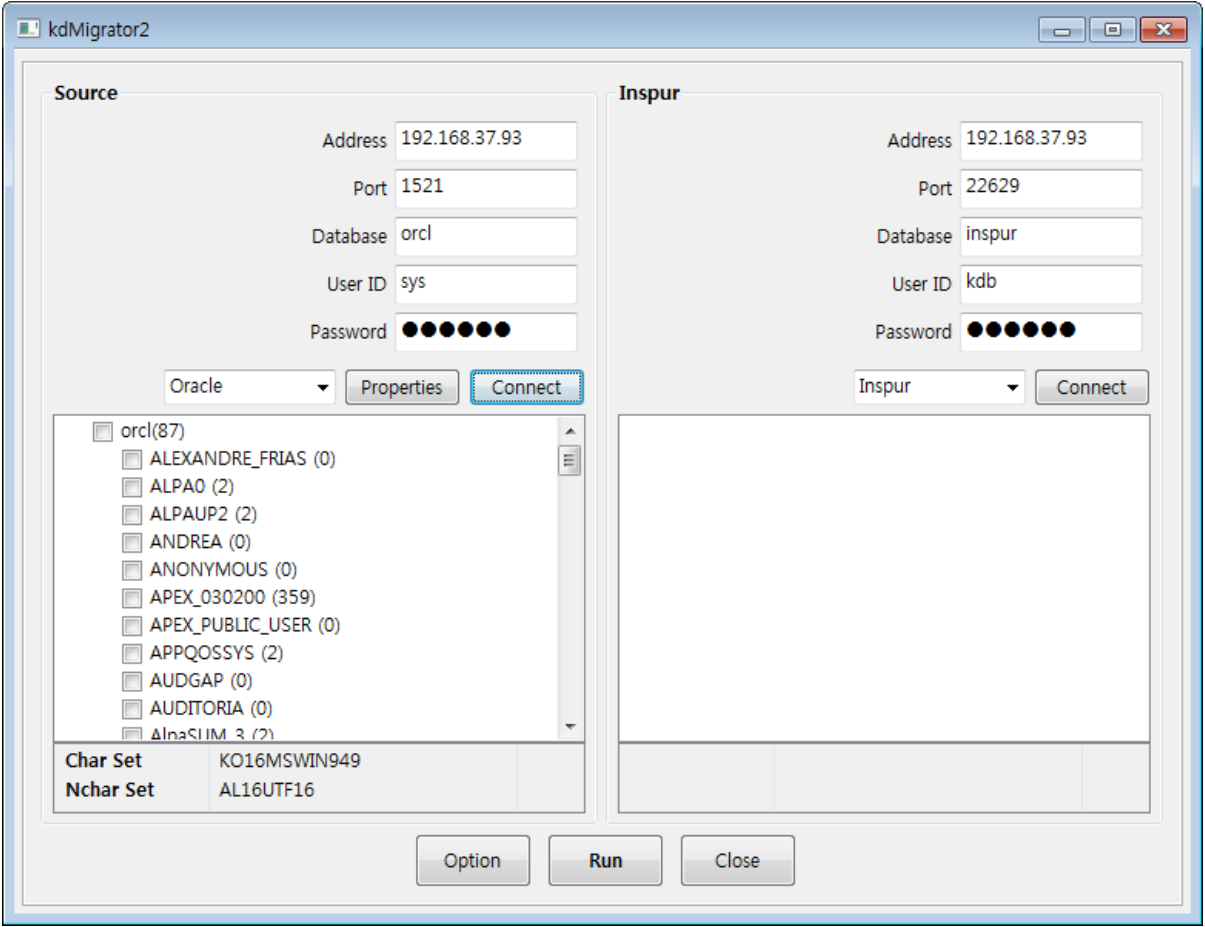 kdMigrator2
Source
Address 192.168.37.93
Port 1521
Database orcl
User ID sys
Password ●●●●●●
Oracle Properties Connect
orcl(87)
ALEXANDRE_FRIAS (0)
ALPA0 (2)
ALPAUP2 (2)
ANDREA (0)
ANONYMOUS (0)
APEX_030200 (359)
APEX_PUBLIC_USER (0)
APPQOSSYS (2)
AUDGAP (0)
AUDITORIA (0)
AlpaSUM_3 (2)
Char Set KO16MSWIN949
Nchar Set AL16UTF16
Inspur
Address 192.168.37.93
Port 22629
Database inspur
User ID kdb
Password ●●●●●●
Inspur Connect
Option Run Close